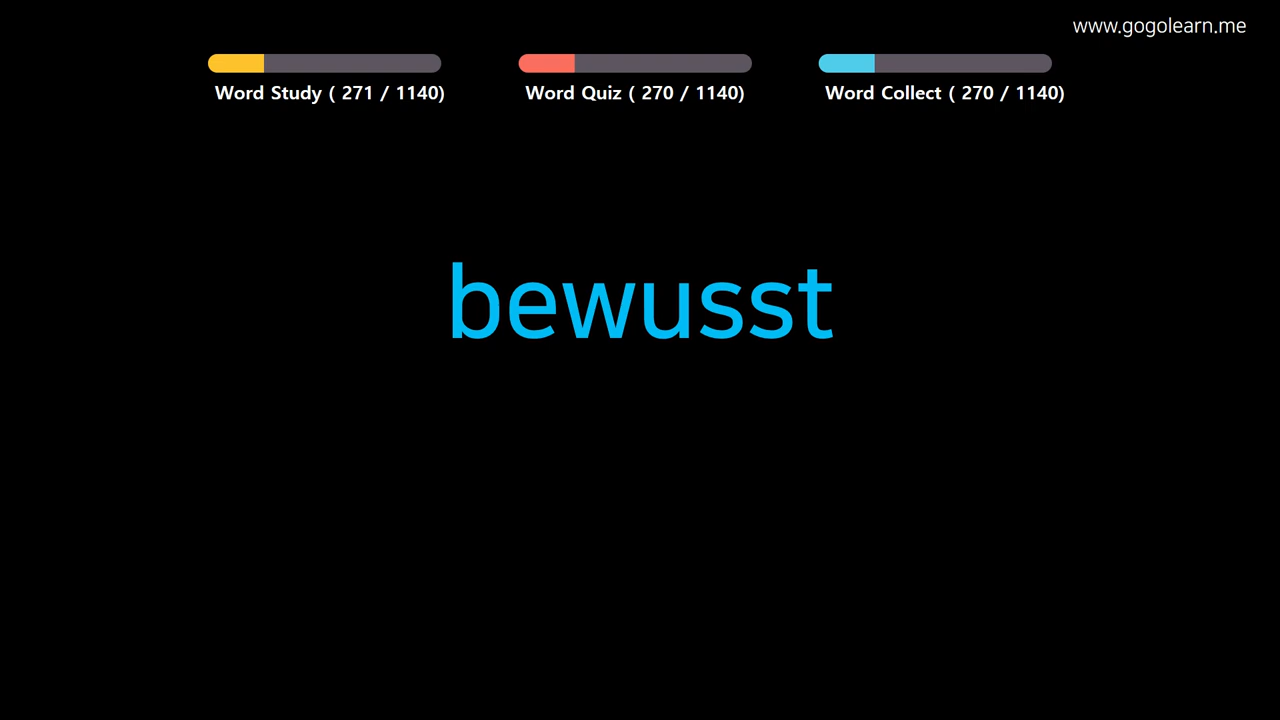 www.gogolearn.me
Word Study ( 271 / 1140)
Word Quiz ( 270 / 1140)
Word Collect ( 270 / 1140)
bewusst